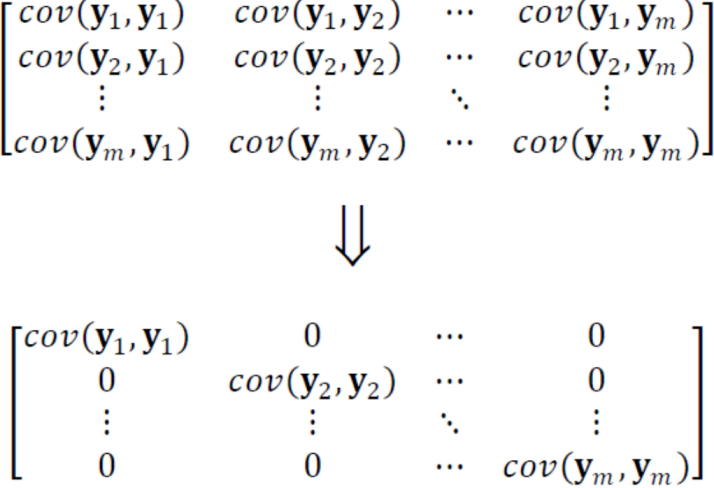 cov(y₁, y₁) cov(y₁, y₂) ⋯ cov(y₁, yₘ)
cov(y₂, y₁) cov(y₂, y₂) ⋯ cov(y₂, yₘ)
⋮ ⋮ ⋱ ⋮
cov(yₘ, y₁) cov(yₘ, y₂) ⋯ cov(yₘ, yₘ)
⇓
cov(y₁, y₁) 0 ⋯ 0
0 cov(y₂, y₂) ⋯ 0
⋮ ⋮ ⋱ ⋮
0 0 ⋯ cov(yₘ, yₘ)